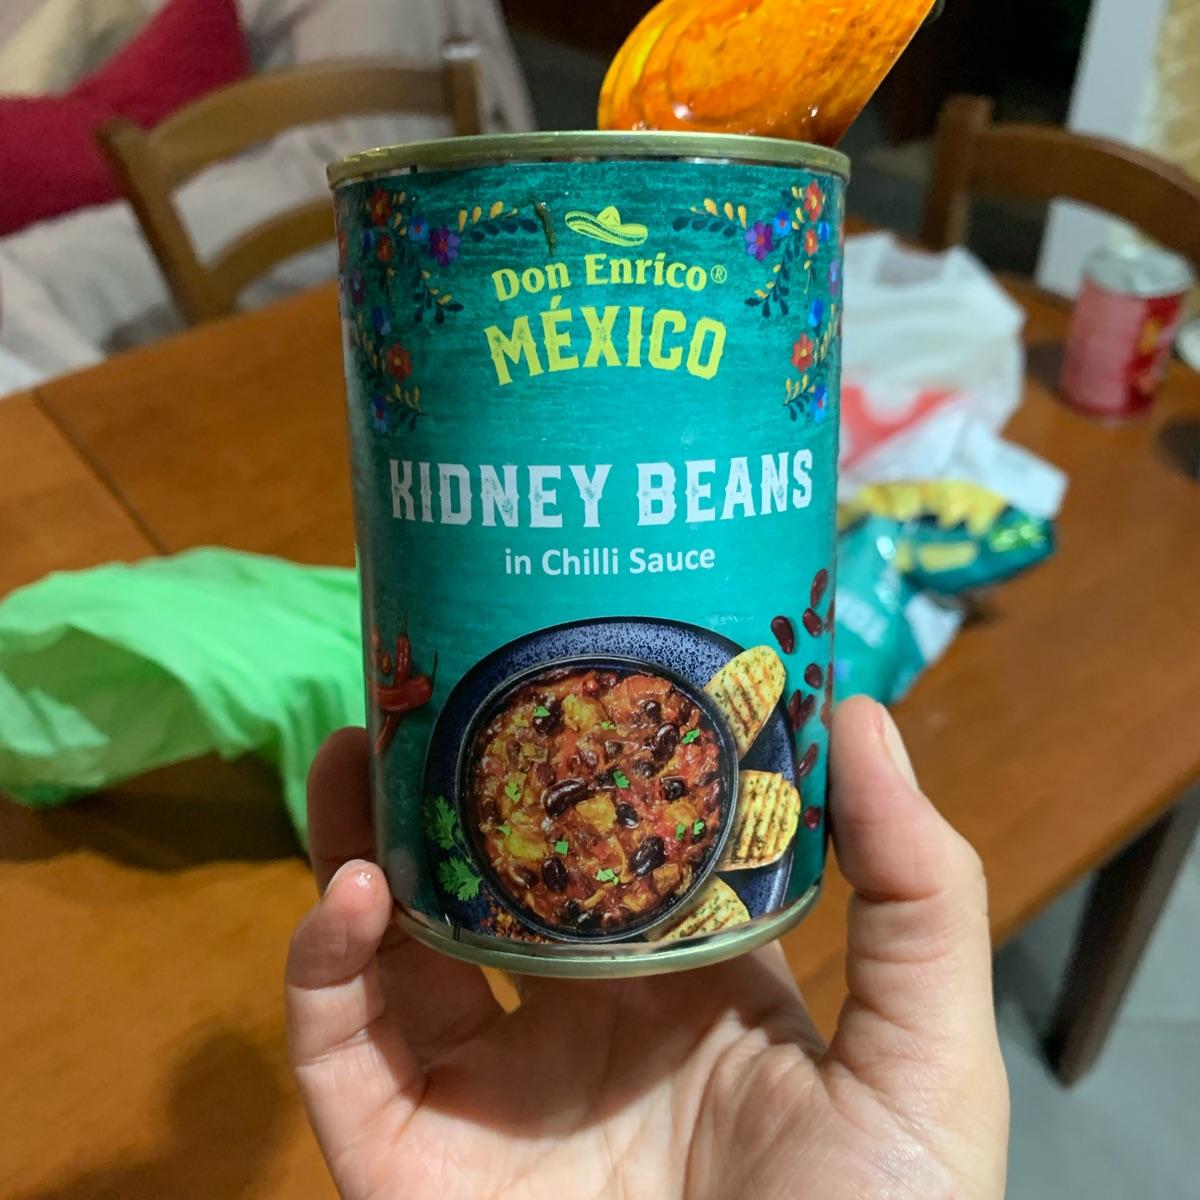 Don Enrico®
MÉXICO
KIDNEY BEANS
in Chilli Sauce